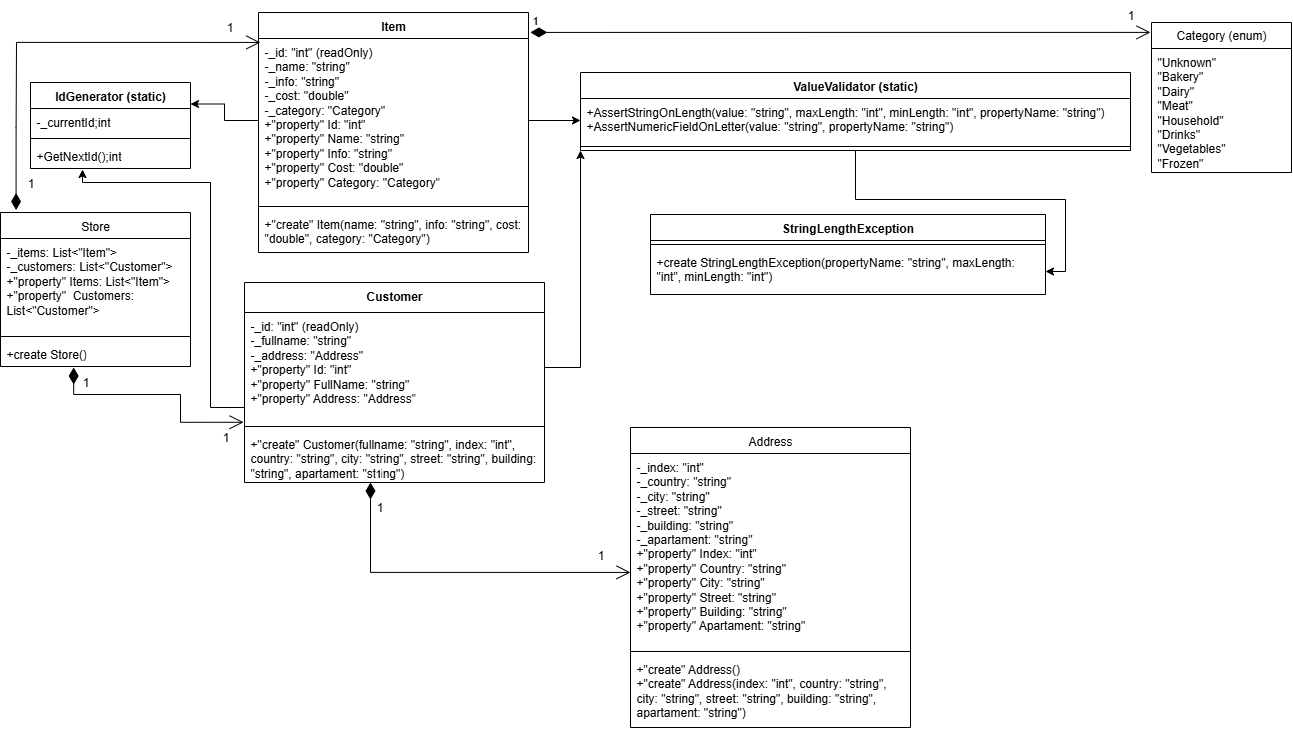 Item
-_id: "int" (readOnly)
-_name: "string"
-_info: "string"
-_cost: "double"
-_category: "Category"
+"property" Id: "int"
+"property" Name: "string"
+"property" Info: "string"
+"property" Cost: "double"
+"property" Category: "Category"
+"create" Item(name: "string", info: "string", cost:
"double", category: "Category")
1
1
1
1
Category (enum)
"Unknown"
"Bakery"
"Dairy"
"Meat"
"Household"
"Drinks"
"Vegetables"
"Frozen"
IdGenerator (static)
-_currentId;int
+GetNextId();int
ValueValidator (static)
+AssertStringOnLength(value: "string", maxLength: "int", minLength: "int", propertyName: "string")
+AssertNumericFieldOnLetter(value: "string", propertyName: "string")
StringLengthException
+create StringLengthException(propertyName: "string", maxLength:
"int", minLength: "int")
Store
-_items: List<"Item">
-_customers: List<"Customer">
+"property" Items: List<"Item">
+"property"  Customers:
List<"Customer">
+create Store()
1
1
Customer
-_id: "int" (readOnly)
-_fullname: "string"
-_address: "Address"
+"property" Id: "int"
+"property" FullName: "string"
+"property" Address: "Address"
+"create" Customer(fullname: "string", index: "int",
country: "string", city: "string", street: "string", building:
"string", apartament: "string")
1
1
Address
-_index: "int"
-_country: "string"
-_city: "string"
-_street: "string"
-_building: "string"
-_apartament: "string"
+"property" Index: "int"
+"property" Country: "string"
+"property" City: "string"
+"property" Street: "string"
+"property" Building: "string"
+"property" Apartament: "string"
+"create" Address()
+"create" Address(index: "int", country: "string",
city: "string", street: "string", building: "string",
apartament: "string")